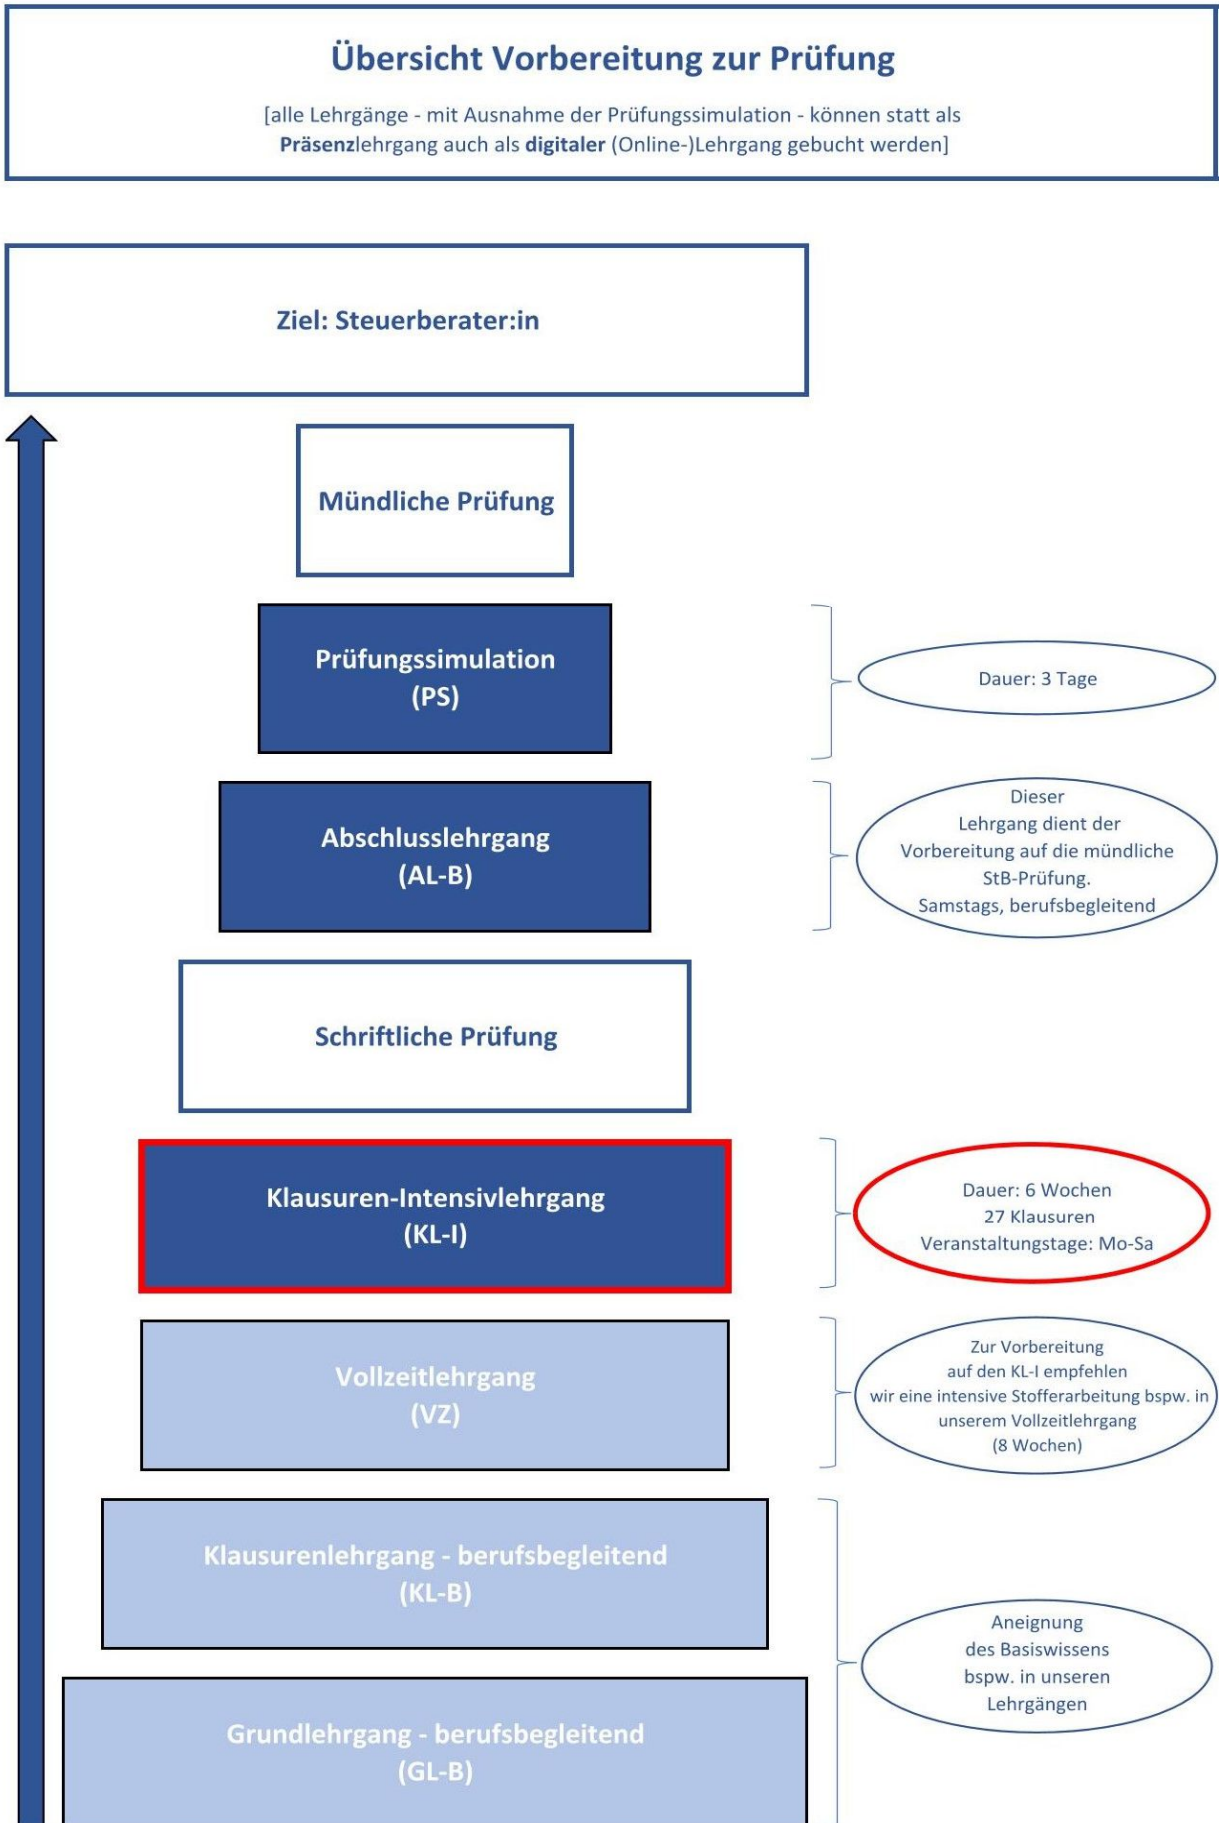 Übersicht Vorbereitung zur Prüfung
[alle Lehrgänge - mit Ausnahme der Prüfungssimulation - können statt als
Präsenzlehrgang auch als digitaler (Online-)Lehrgang gebucht werden]
Ziel: Steuerberater:in
Mündliche Prüfung
Prüfungssimulation
(PS)
Dauer: 3 Tage
Abschlusslehrgang
(AL-B)
Dieser
Lehrgang dient der
Vorbereitung auf die mündliche
StB-Prüfung.
Samstags, berufsbegleitend
Schriftliche Prüfung
Klausuren-Intensivlehrgang
(KL-I)
Dauer: 6 Wochen
27 Klausuren
Veranstaltungstage: Mo-Sa
Vollzeitlehrgang
(VZ)
Zur Vorbereitung
auf den KL-I empfehlen
wir eine intensive Stofferarbeitung bspw. in
unserem Vollzeitlehrgang
(8 Wochen)
Klausurenlehrgang - berufsbegleitend
(KL-B)
Aneignung
des Basiswissens
bspw. in unseren
Lehrgängen
Grundlehrgang - berufsbegleitend
(GL-B)